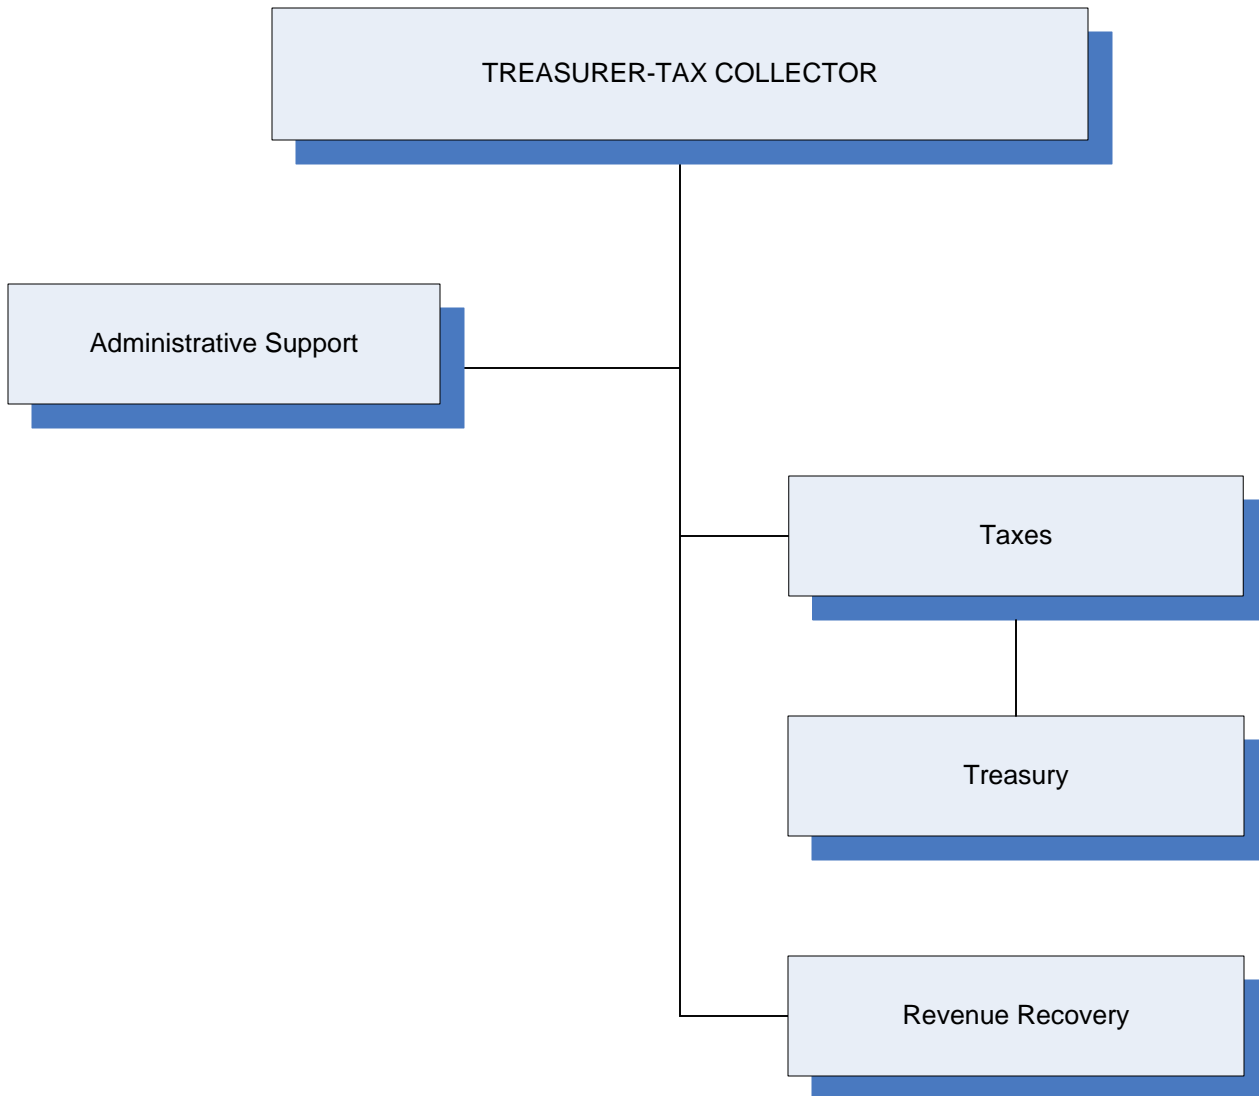 TREASURER-TAX COLLECTOR
Administrative Support
Taxes
Treasury
Revenue Recovery